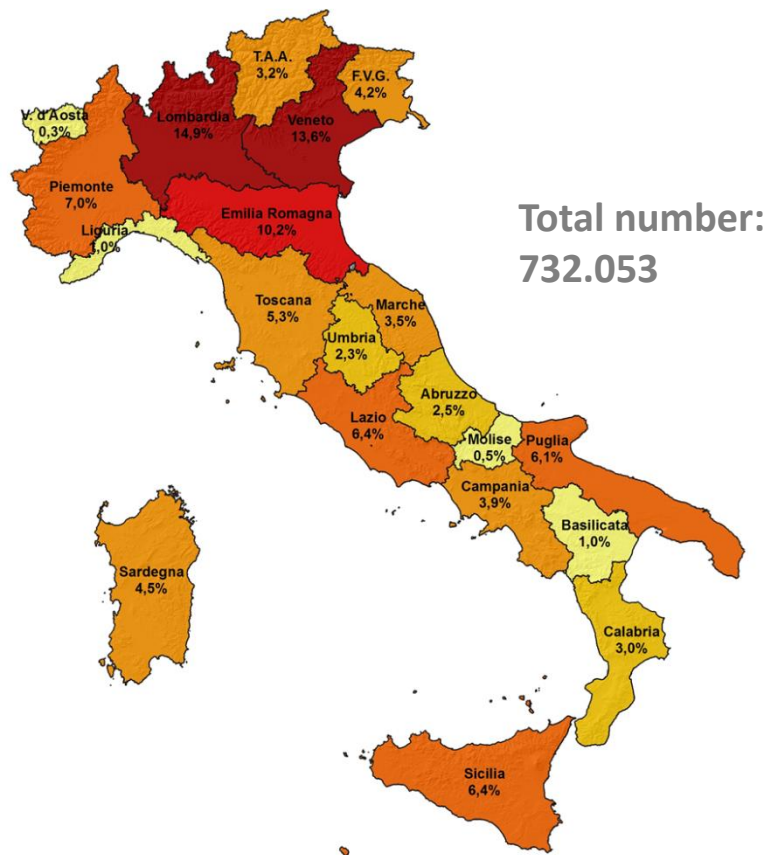 T.A.A.
3,2%
F.V.G.
4,2%
V. d'Aosta
0,3%
Lombardia
14,9%
Veneto
13,6%
Piemonte
7,0%
Emilia Romagna
10,2%
Liguria
1,0%
Total number:
732.053
Toscana
5,3%
Marche
3,5%
Umbria
2,3%
Abruzzo
2,5%
Lazio
6,4%
Molise
0,5%
Puglia
6,1%
Campania
3,9%
Basilicata
1,0%
Sardegna
4,5%
Calabria
3,0%
Sicilia
6,4%